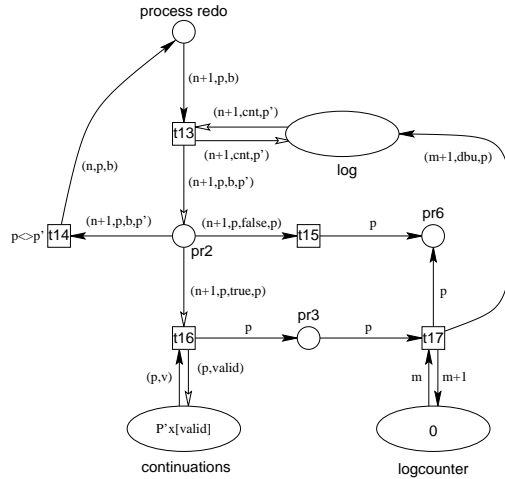 process redo
(n+1,p,b)
(n+1,cnt,p')
t13
(n+1,cnt,p')
log
(m+1,dbu,p)
(n,p,b)
(n+1,p,b,p')
p<>p'
t14
(n+1,p,b,p')
pr2
(n+1,p,false,p)
t15
p
pr6
(n+1,p,true,p)
p
t16
p
pr3
p
t17
(p,v)
(p,valid)
m
m+1
P'x[valid]
0
continuations
logcounter